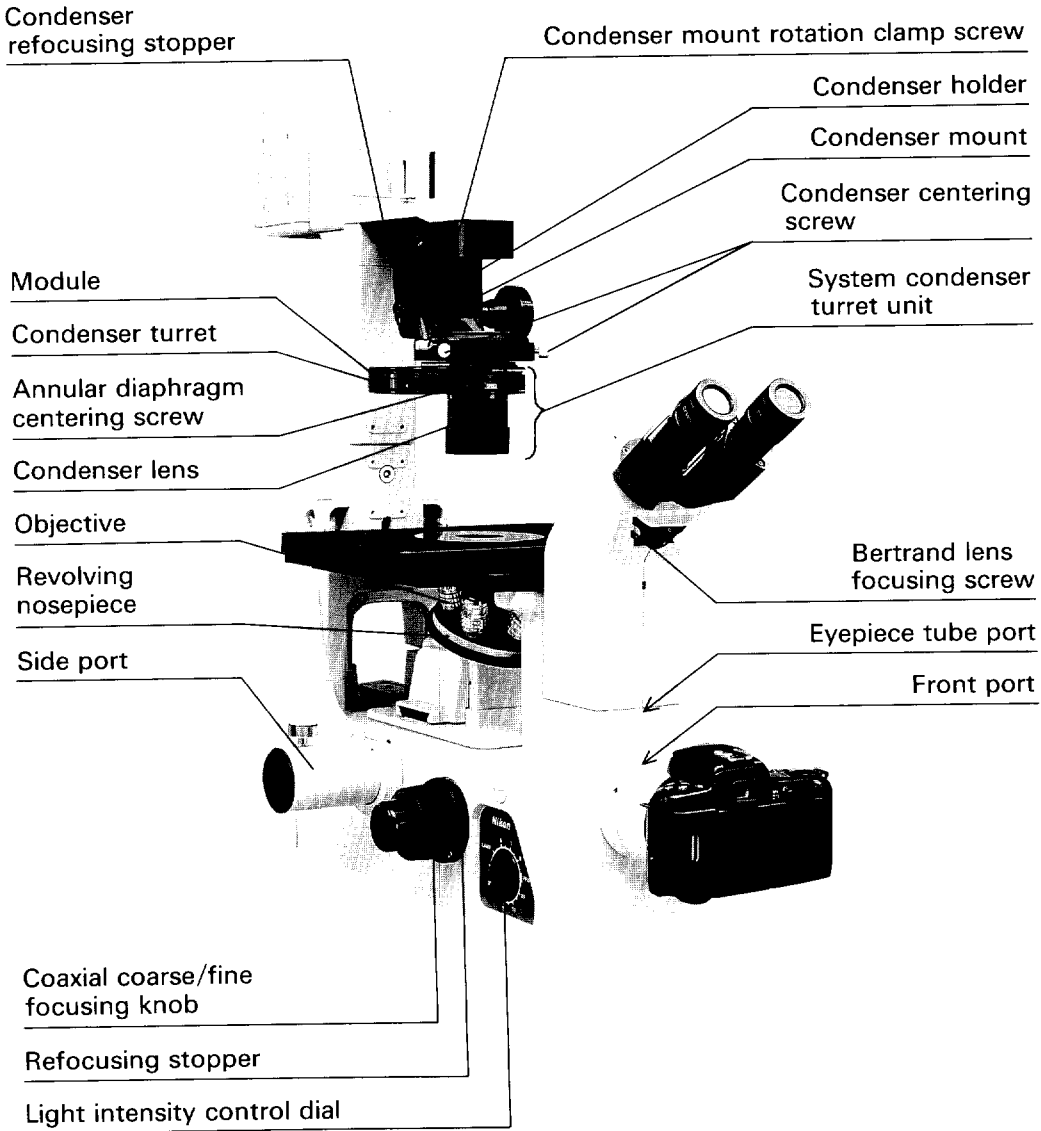 Condenser
refocusing stopper
Condenser mount rotation clamp screw
Condenser holder
Condenser mount
Condenser centering
screw
System condenser
turret unit
Module
Condenser turret
Annular diaphragm
centering screw
Condenser lens
Objective
Revolving
nosepiece
Side port
Bertrand lens
focusing screw
Eyepiece tube port
Front port
Nikon
Coaxial coarse/fine
focusing knob
Refocusing stopper
Light intensity control dial